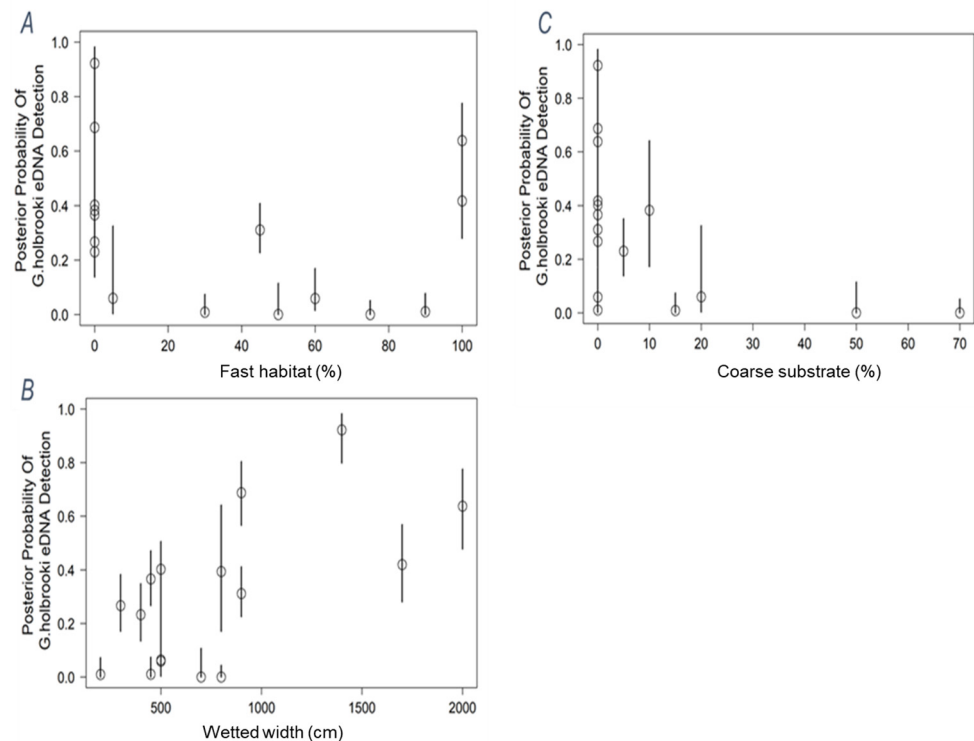 A
Posterior Probability Of
G.holbrooki eDNA Detection
1.0
0.8
0.6
0.4
0.2
0.0
0 20 40 60 80 100
Fast habitat (%)
C
Posterior Probability Of
G.holbrooki eDNA Detection
1.0
0.8
0.6
0.4
0.2
0.0
0 10 20 30 40 50 60 70
Coarse substrate (%)
B
Posterior Probability Of
G.holbrooki eDNA Detection
1.0
0.8
0.6
0.4
0.2
0.0
500 1000 1500 2000
Wetted width (cm)